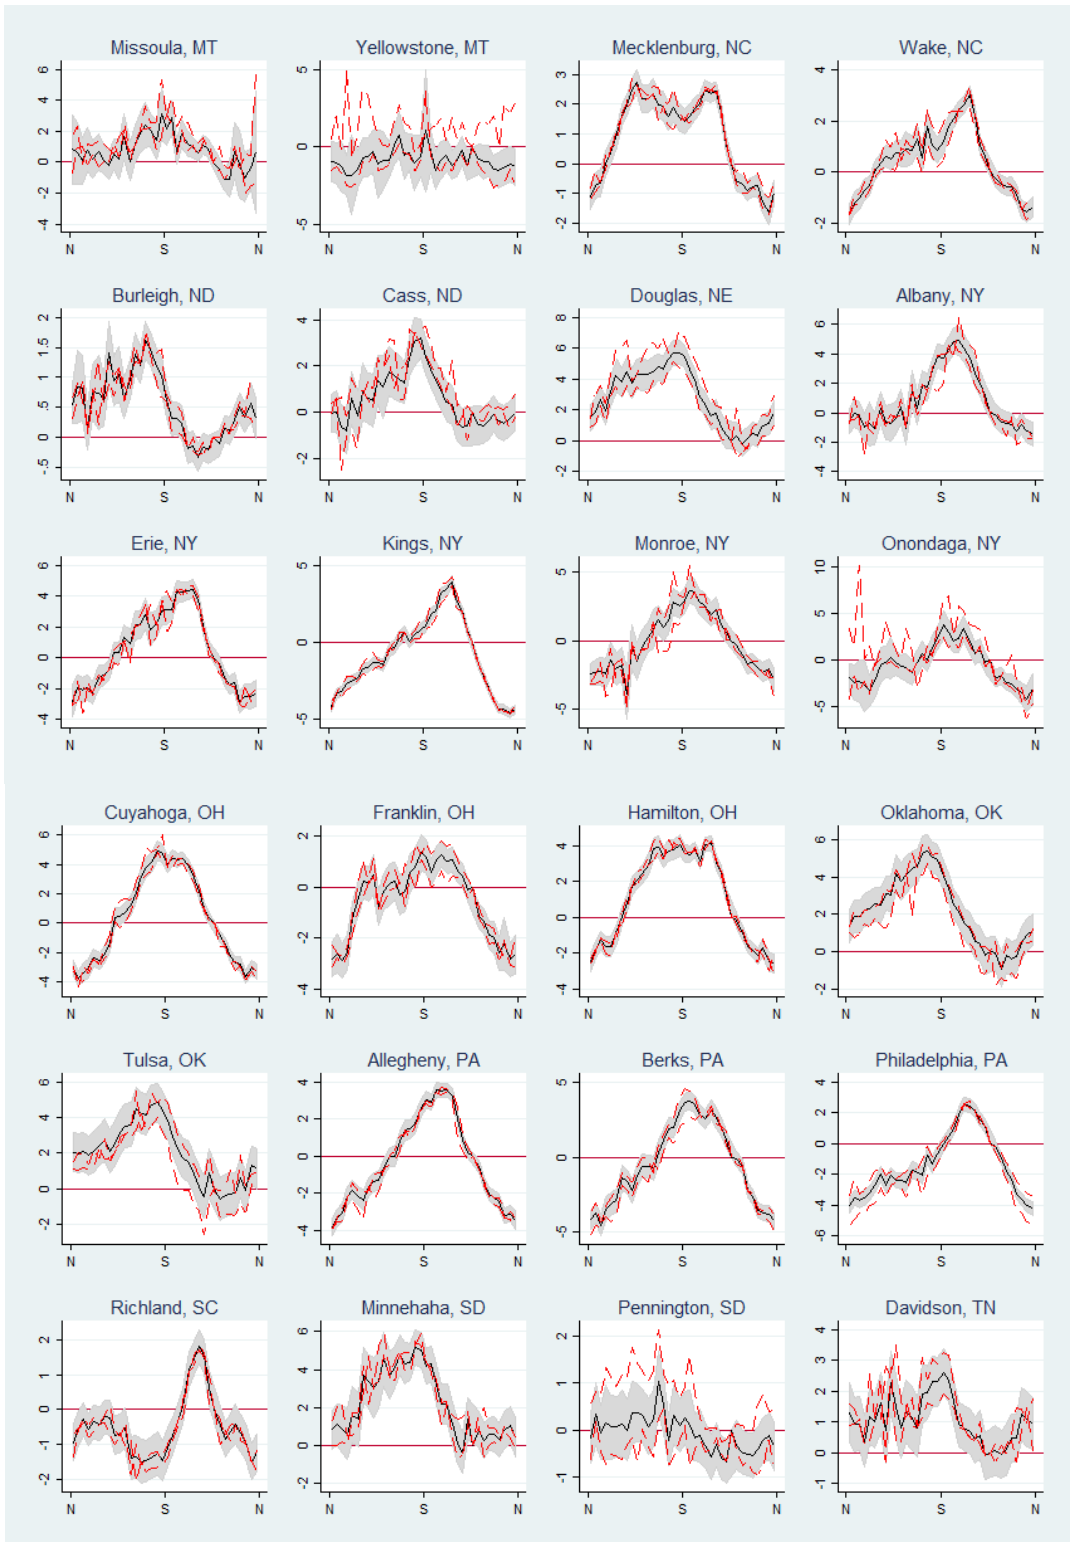 Missoula, MT Yellowstone, MT Mecklenburg, NC Wake, NC
6 4 2 0 -2 -4 5 0 -5 3 2 1 0 -1 -2 4 2 0 -2
N S N N S N N S N N S N
Burleigh, ND Cass, ND Douglas, NE Albany, NY
2 1.5 1 .5 0 -.5 4 2 0 -2 8 6 4 2 0 -2 6 4 2 0 -2 -4
N S N N S N N S N N S N
Erie, NY Kings, NY Monroe, NY Onondaga, NY
6 4 2 0 -2 -4 5 0 -5 5 0 -5 10 5 0 -5
N S N N S N N S N N S N
Cuyahoga, OH Franklin, OH Hamilton, OH Oklahoma, OK
6 4 2 0 -2 -4 2 0 -2 -4 4 2 0 -2 -4 6 4 2 0 -2
N S N N S N N S N N S N
Tulsa, OK Allegheny, PA Berks, PA Philadelphia, PA
6 4 2 0 -2 4 2 0 -2 -4 5 0 -5 4 2 0 -2 -4 -6
N S N N S N N S N N S N
Richland, SC Minnehaha, SD Pennington, SD Davidson, TN
2 1 0 -1 -2 6 4 2 0 -2 2 1 0 -1 4 3 2 1 0 -1
N S N N S N N S N N S N